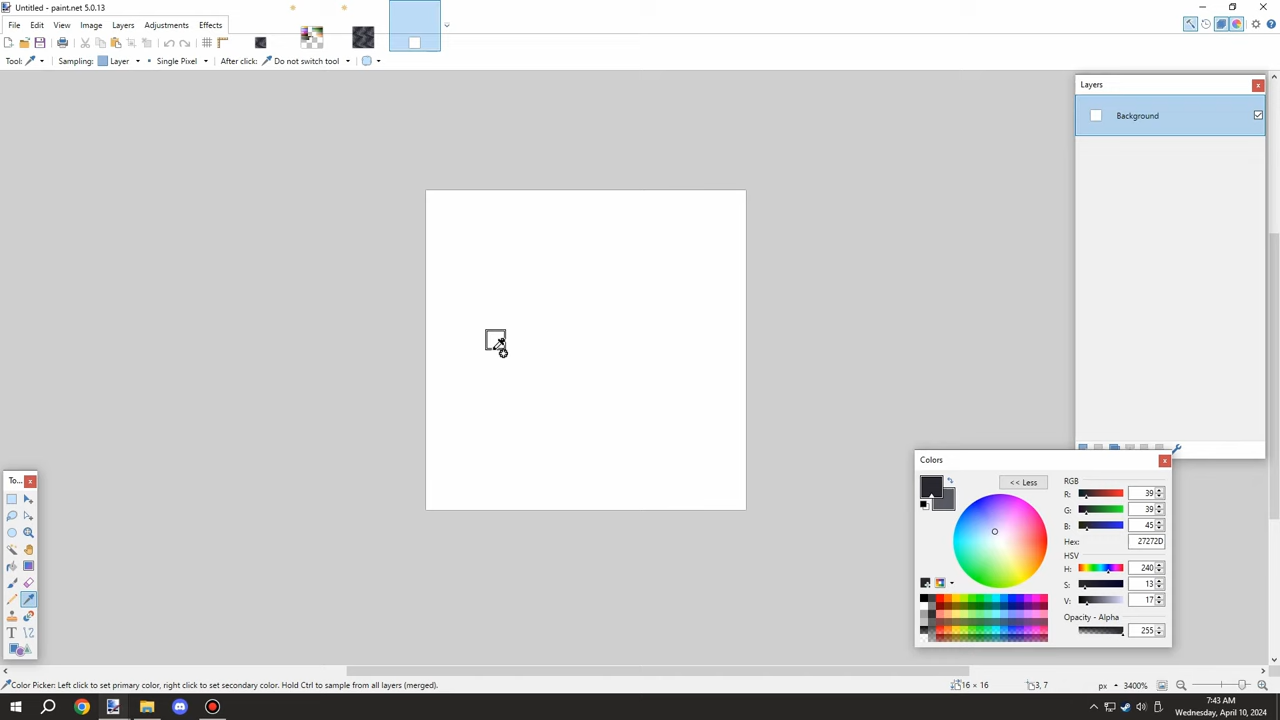 Untitled - paint.net 5.0.13
File Edit View Image Layers Adjustments Effects
Tool: Sampling: Layer Single Pixel After click: Do not switch tool
Layers
Background
To...
T
Colors
<< Less
RGB
R: 39
G: 39
B: 45
Hex: 27272D
HSV
H: 240
S: 13
V: 17
Opacity - Alpha
255
Color Picker: Left click to set primary color, right click to set secondary color. Hold Ctrl to sample from all layers (merged).
16 × 16
3, 7
px
3400%
7:43 AM
Wednesday, April 10, 2024